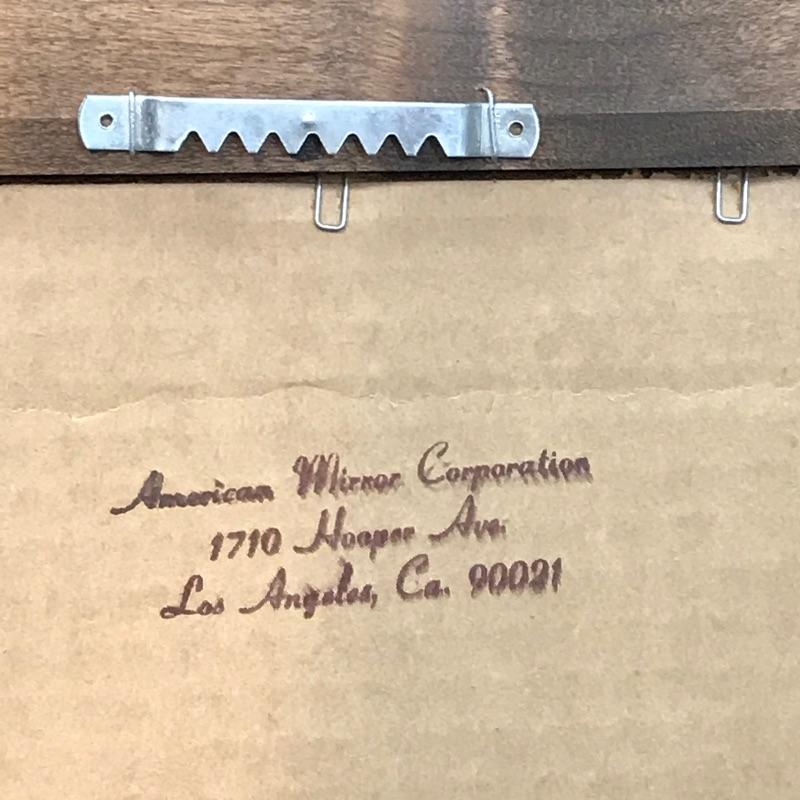 American Mirror Corporation
1710 Hooper Ave.
Los Angeles, Ca. 90021